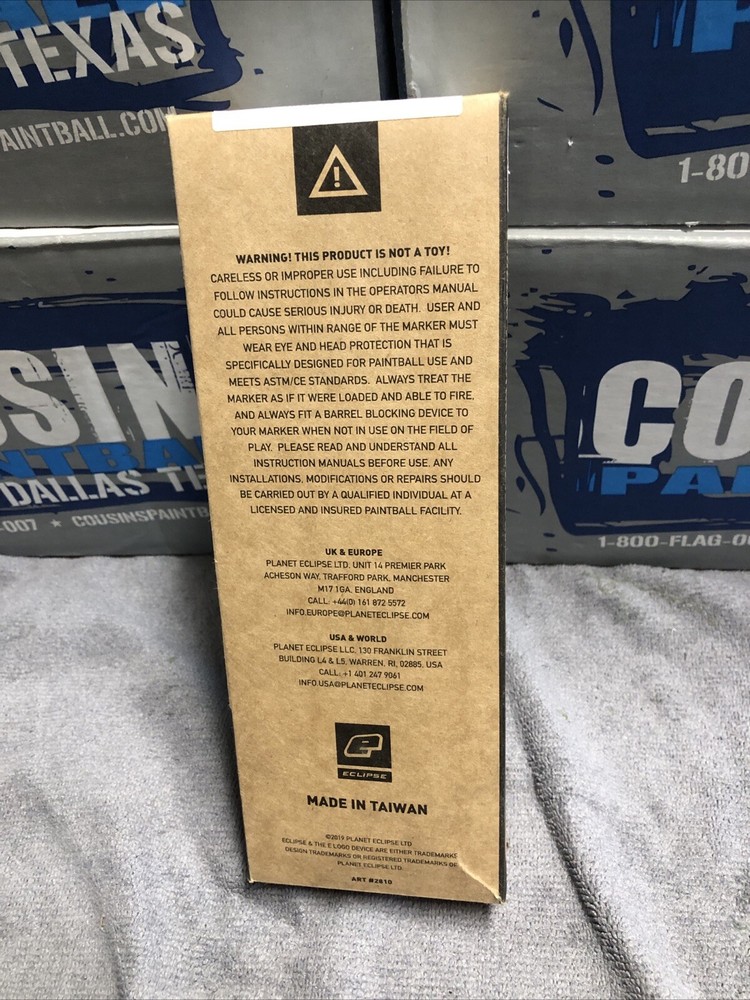 TEXAS
AINTBALL.COM
1-80
WARNING! THIS PRODUCT IS NOT A TOY!
CARELESS OR IMPROPER USE INCLUDING FAILURE TO
FOLLOW INSTRUCTIONS IN THE OPERATORS MANUAL
COULD CAUSE SERIOUS INJURY OR DEATH. USER AND
ALL PERSONS WITHIN RANGE OF THE MARKER MUST
WEAR EYE AND HEAD PROTECTION THAT IS
SPECIFICALLY DESIGNED FOR PAINTBALL USE AND
MEETS ASTM/CE STANDARDS. ALWAYS TREAT THE
MARKER AS IF IT WERE LOADED AND ABLE TO FIRE,
AND ALWAYS FIT A BARREL BLOCKING DEVICE TO
YOUR MARKER WHEN NOT IN USE ON THE FIELD OF
PLAY. PLEASE READ AND UNDERSTAND ALL
INSTRUCTION MANUALS BEFORE USE. ANY
INSTALLATIONS, MODIFICATIONS OR REPAIRS SHOULD
BE CARRIED OUT BY A QUALIFIED INDIVIDUAL AT A
LICENSED AND INSURED PAINTBALL FACILITY.
UK & EUROPE
PLANET ECLIPSE LTD, UNIT 14 PREMIER PARK
ACHESON WAY, TRAFFORD PARK, MANCHESTER
M17 1GA, ENGLAND
CALL: +44(0) 161 872 5572
INFO.EUROPE@PLANETECLIPSE.COM
USA & WORLD
PLANET ECLIPSE LLC, 130 FRANKLIN STREET
BUILDING L4 & L5, WARREN, RI, 02885, USA
CALL: +1 401 247 9061
INFO.USA@PLANETECLIPSE.COM
e
ECLIPSE
MADE IN TAIWAN
©2019 PLANET ECLIPSE LTD
ECLIPSE & THE E LOGO DEVICE ARE EITHER TRADEMARKS
DESIGN TRADEMARKS OR REGISTERED TRADEMARKS OF
PLANET ECLIPSE LTD.
ART #2810
SIN
NTBA
DALLAS TE
-007 ★ COUSINSPAINTB
CO
PA
1-800-FLAG-0